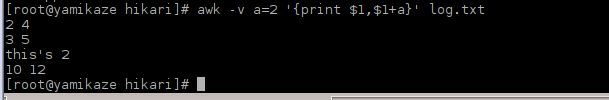 [root@yamikaze hikari]# awk -v a=2 '{print $1,$1+a}' log.txt
2 4
3 5
this's 2
10 12
[root@yamikaze hikari]#